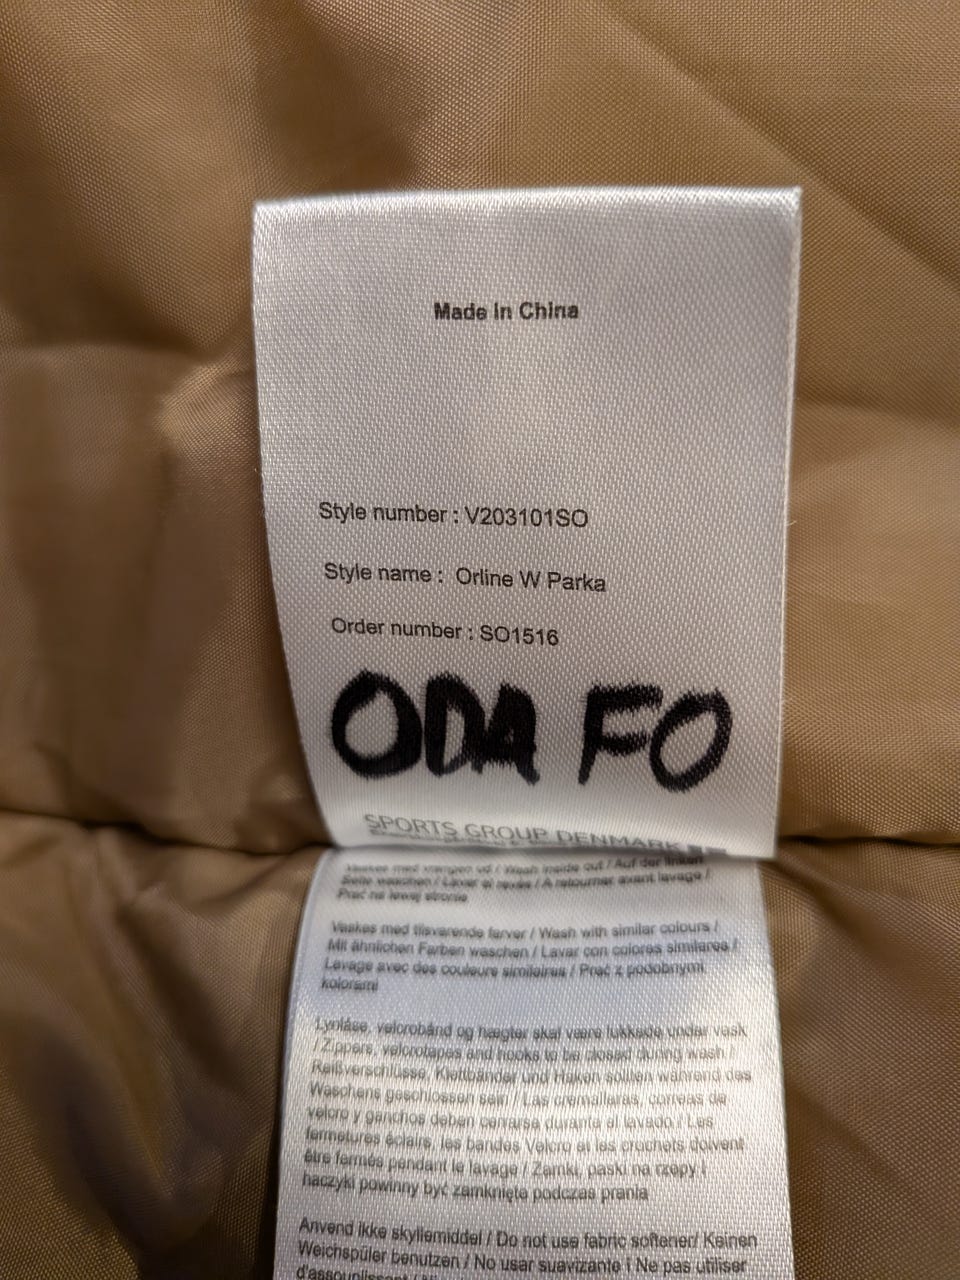 Made in China
Style number : V203101SO
Style name : Orline W Parka
Order number : SO1516
ODA FO
SPORTS GROUP DENMARK
Vaskes med vrangen ud / Wash inside out / Auf der linken
Seite waschen / Lavar al revés / A retourner avant lavage /
Prać na lewej stronie
Vaskes med tilsvarende farver / Wash with similar colours /
Mit ähnlichen Farben waschen / Lavar con colores similares /
Lavage avec des couleurs similaires / Prać z podobnymi
kolorami
Lynlåse, velcrobånd og hægter skal være lukkede under vask
/ Zippers, velcrotapes and hooks to be closed during wash /
Reißverschlüsse, Klettbänder und Haken sollten während des
Waschens geschlossen sein / Las cremalleras, correas de
velcro y ganchos deben cerrarse durante el lavado / Les
fermetures éclairs, les bandes Velcro et les crochets doivent
être fermés pendant le lavage / Zamki, paski na rzepy i
haczyki powinny być zamknięte podczas prania
Anvend ikke skyllemiddel / Do not use fabric softener/ Keinen
Weichspüler benutzen / No usar suavizante / Ne pas utiliser
d'assouplissant /